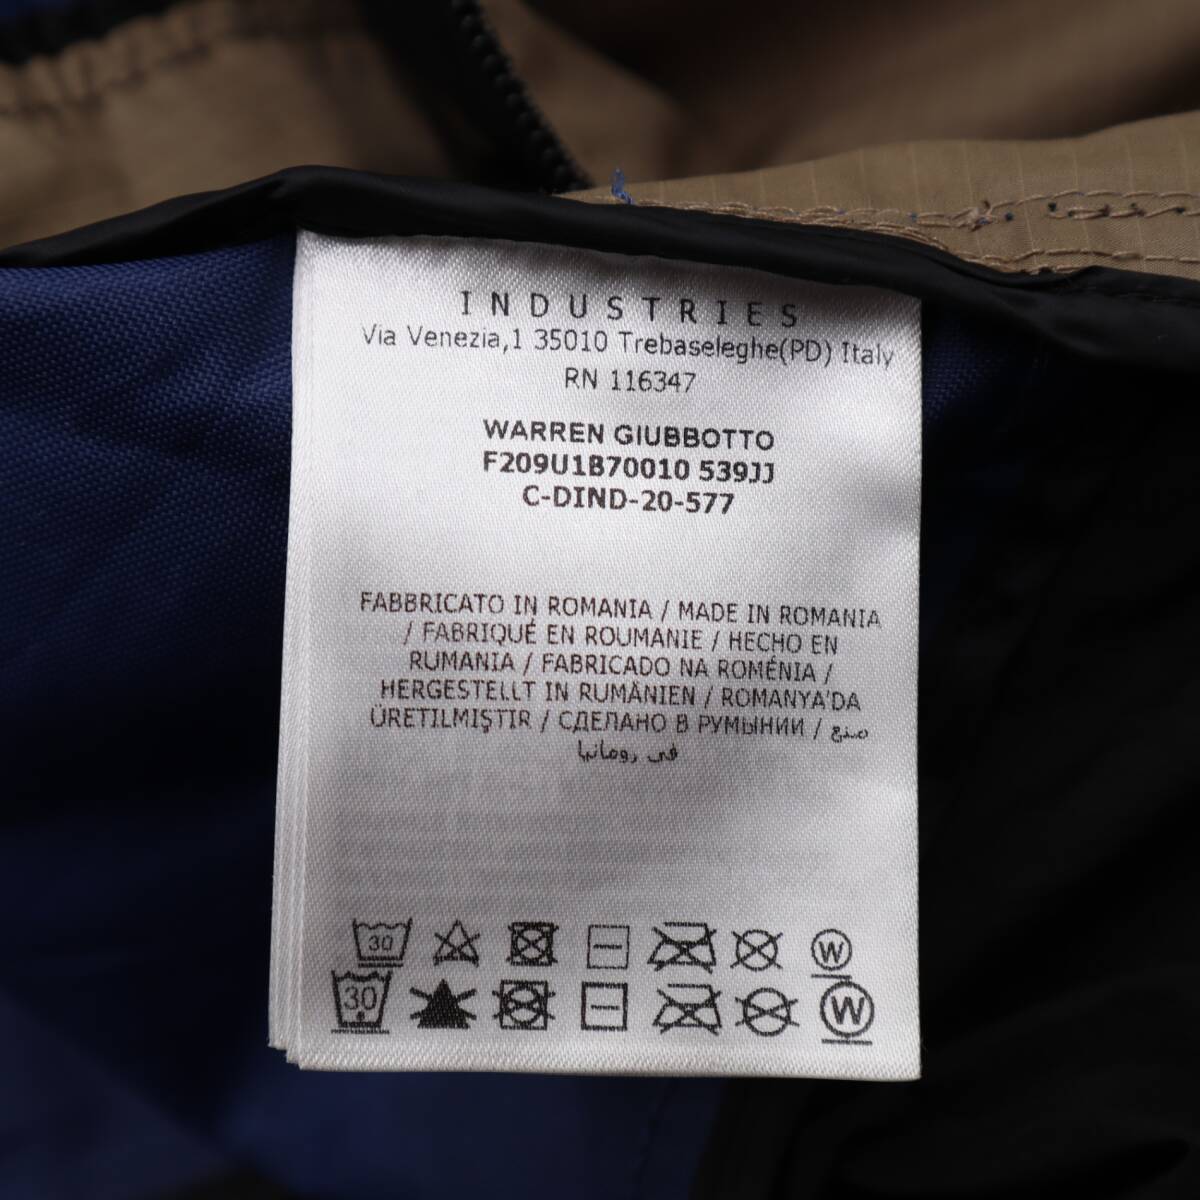 INDUSTRIES
Via Venezia,1 35010 Trebaseleghe(PD) Italy
RN 116347
WARREN GIUBBOTTO
F209U1B70010 539JJ
C-DIND-20-577
FABBRICATO IN ROMANIA / MADE IN ROMANIA
/ FABRIQUÉ EN ROUMANIE / HECHO EN
RUMANIA / FABRICADO NA ROMÉNIA /
HERGESTELLT IN RUMÄNIEN / ROMANYA'DA
ÜRETILMIŞTIR / СДЕЛАНО В РУМЫНИИ / صنع
في رومانيا
30 W
30 W